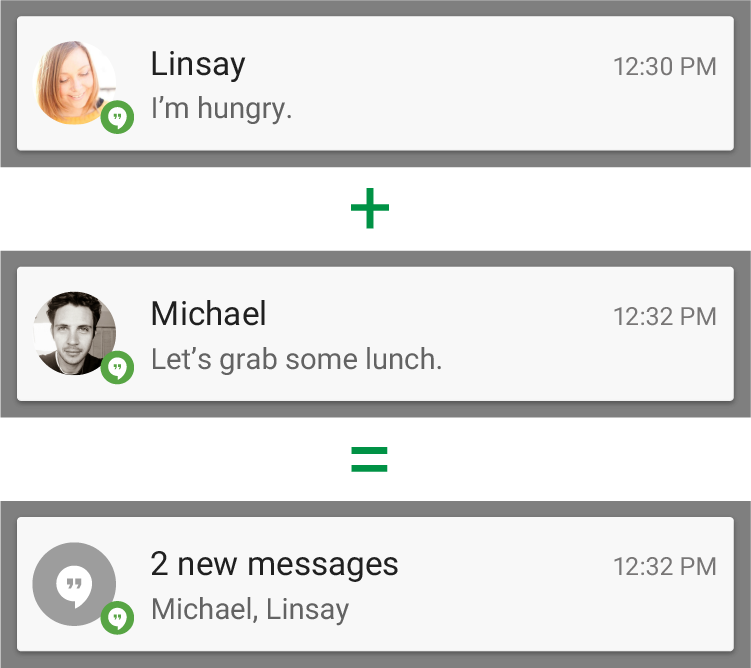 Linsay
12:30 PM
I’m hungry.
+
Michael
12:32 PM
Let’s grab some lunch.
=
2 new messages
12:32 PM
Michael, Linsay